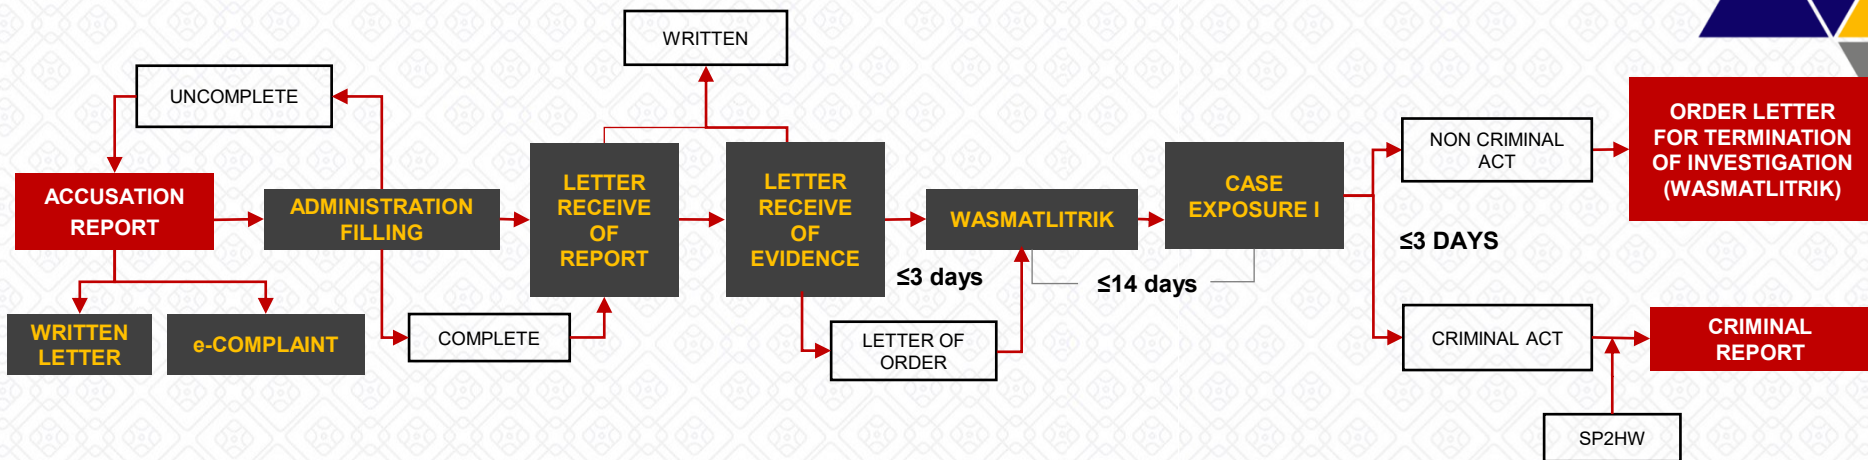 WRITTEN
UNCOMPLETE
ACCUSATION
REPORT
ADMINISTRATION
FILLING
WRITTEN
LETTER
e-COMPLAINT
COMPLETE
LETTER
RECEIVE
OF
REPORT
LETTER
RECEIVE
OF
EVIDENCE
≤3 days
LETTER OF
ORDER
WASMATLITRIK
≤14 days
CASE
EXPOSURE I
≤3 DAYS
NON CRIMINAL
ACT
ORDER LETTER
FOR TERMINATION
OF INVESTIGATION
(WASMATLITRIK)
CRIMINAL ACT
CRIMINAL
REPORT
SP2HW